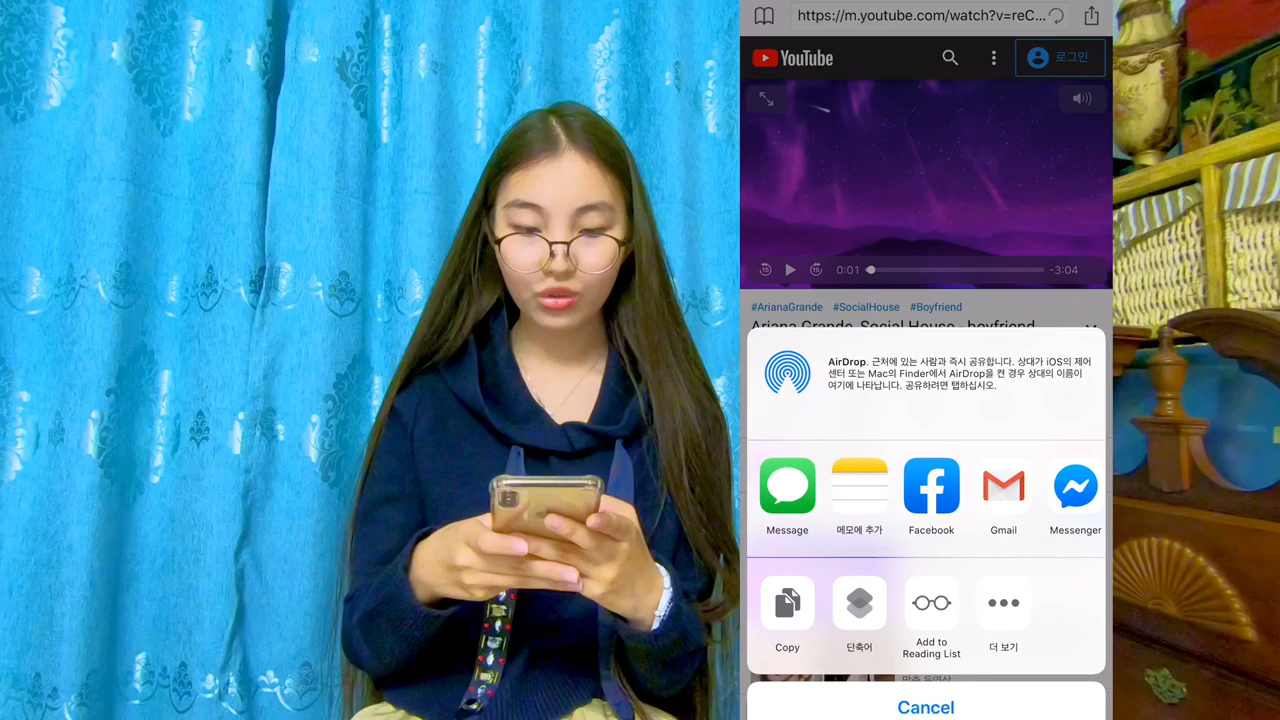 https://m.youtube.com/watch?v=reC...
YouTube
로그인
0:01
-3:04
#ArianaGrande #SocialHouse #Boyfriend
Ariana Grande, Social House - boyfriend
AirDrop. 근처에 있는 사람과 즉시 공유합니다. 상대가 iOS의 제어
센터 또는 Mac의 Finder에서 AirDrop을 켠 경우 상대의 이름이
여기에 나타납니다. 공유하려면 탭하십시오.
Message
메모에 추가
Facebook
Gmail
Messenger
Copy
단축어
Add to
Reading List
더 보기
Cancel